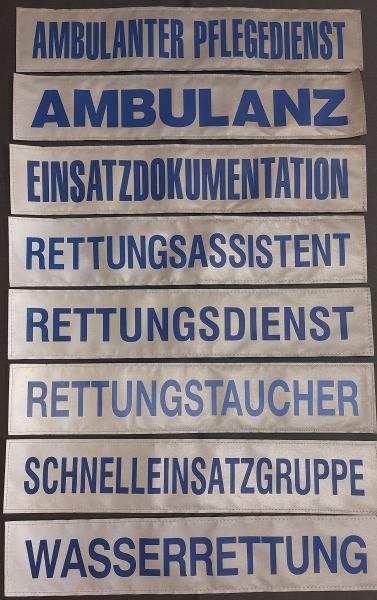 AMBULANTER PFLEGEDIENST
AMBULANZ
EINSATZDOKUMENTATION
RETTUNGSASSISTENT
RETTUNGSDIENST
RETTUNGSTAUCHER
SCHNELLEINSATZGRUPPE
WASSERRETTUNG